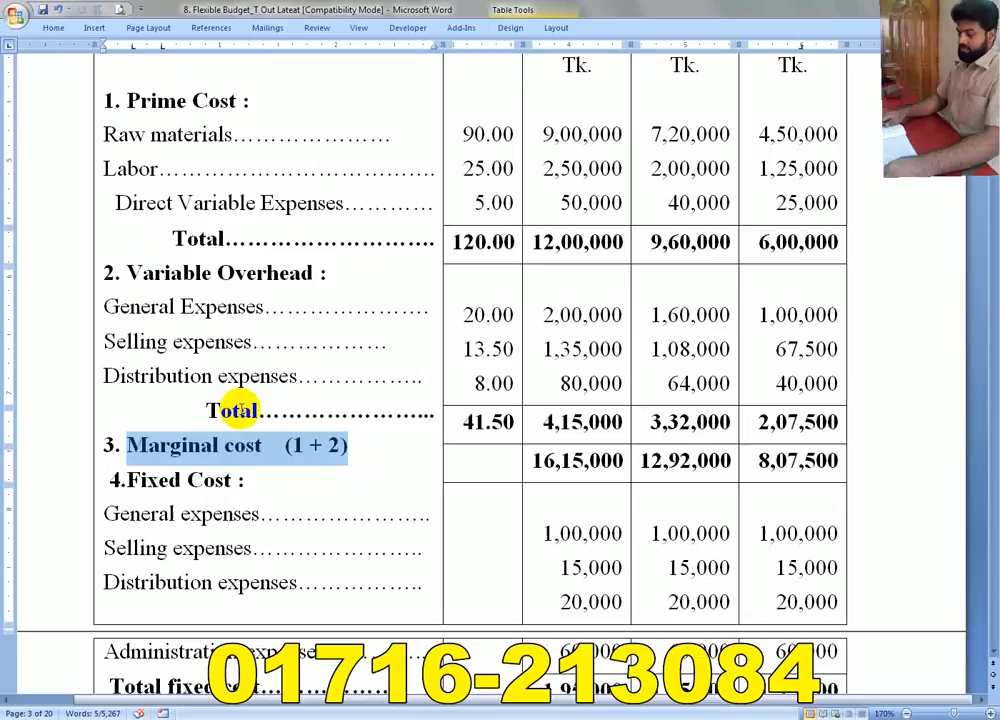 8. Flexible Budget_T Out Latest [Compatibility Mode] - Microsoft Word Table Tools
Home Insert Page Layout References Mailings Review View Developer Add-Ins Design Layout
Tk. Tk. Tk.
1. Prime Cost :
Raw materials………………… 90.00 9,00,000 7,20,000 4,50,000
Labor………………………………. 25.00 2,50,000 2,00,000 1,25,000
Direct Variable Expenses………… 5.00 50,000 40,000 25,000
Total………………………. 120.00 12,00,000 9,60,000 6,00,000
2. Variable Overhead :
General Expenses……………………. 20.00 2,00,000 1,60,000 1,00,000
Selling expenses……………… 13.50 1,35,000 1,08,000 67,500
Distribution expenses…………….. 8.00 80,000 64,000 40,000
Total…………………... 41.50 4,15,000 3,32,000 2,07,500
3. Marginal cost (1 + 2) 16,15,000 12,92,000 8,07,500
4.Fixed Cost :
General expenses…………………….. 1,00,000 1,00,000 1,00,000
Selling expenses…………………….. 15,000 15,000 15,000
Distribution expenses……………….. 20,000 20,000 20,000
Total fixed cost
01716-213084
Page: 3 of 20 Words: 5/5,267 170%